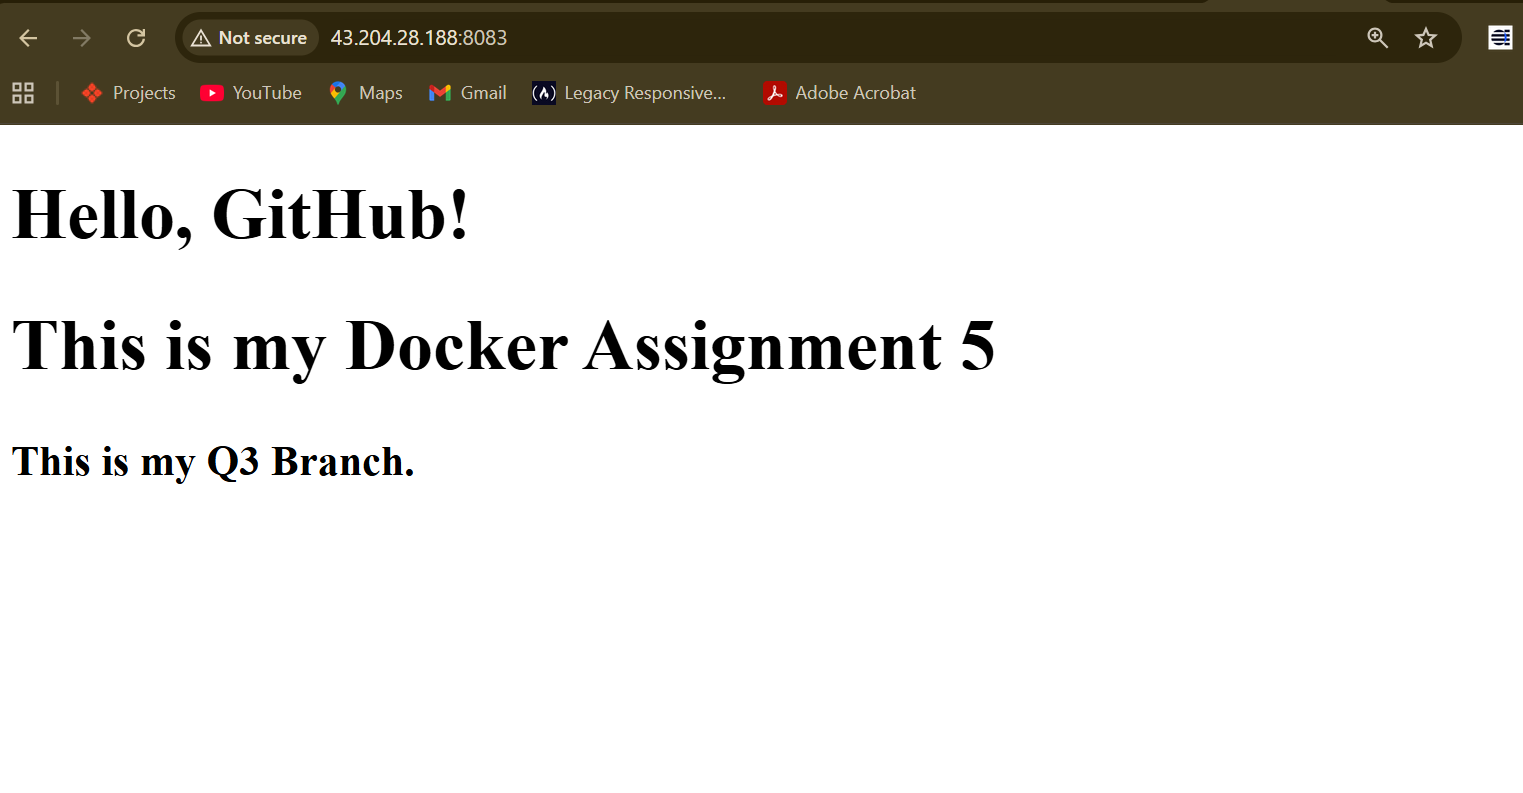 Not secure 43.204.28.188:8083
Projects YouTube Maps Gmail Legacy Responsive... Adobe Acrobat
Hello, GitHub!
This is my Docker Assignment 5
This is my Q3 Branch.